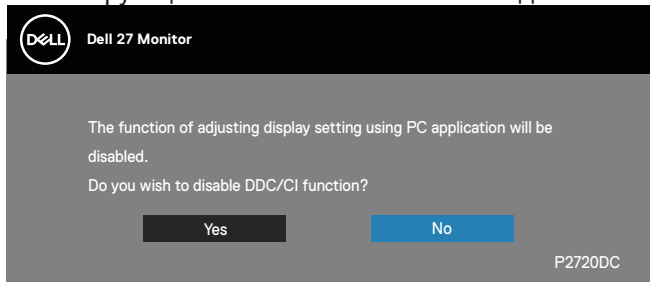 DELL
Dell 27 Monitor
The function of adjusting display setting using PC application will be
disabled.
Do you wish to disable DDC/CI function?
Yes
No
P2720DC